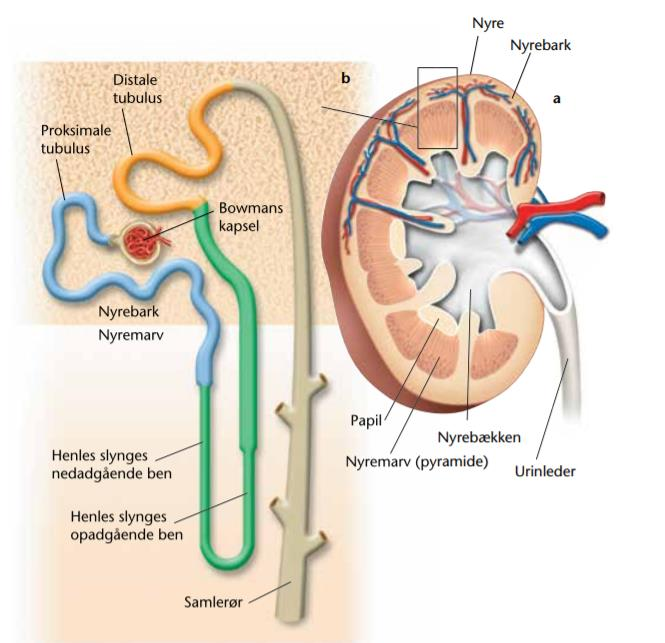 Nyre
Nyrebark
b
a
Distale
tubulus
Proksimale
tubulus
Bowmans
kapsel
Nyrebark
Nyremarv
Papil
Nyrebækken
Nyremarv (pyramide)
Urinleder
Henles slynges
nedadgående ben
Henles slynges
opadgående ben
Samlerør